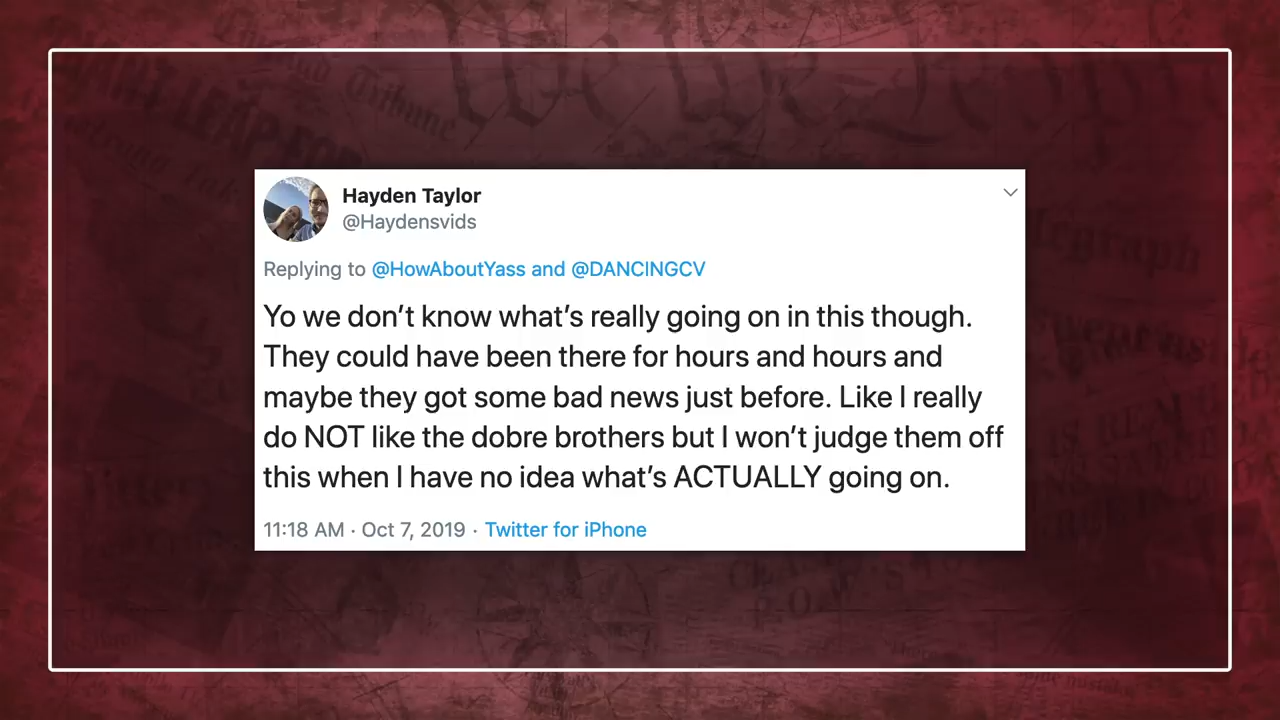 Hayden Taylor
@Haydensvids
Replying to @HowAboutYass and @DANCINGCV
Yo we don’t know what’s really going on in this though.
They could have been there for hours and hours and
maybe they got some bad news just before. Like I really
do NOT like the dobre brothers but I won’t judge them off
this when I have no idea what’s ACTUALLY going on.
11:18 AM · Oct 7, 2019 · Twitter for iPhone